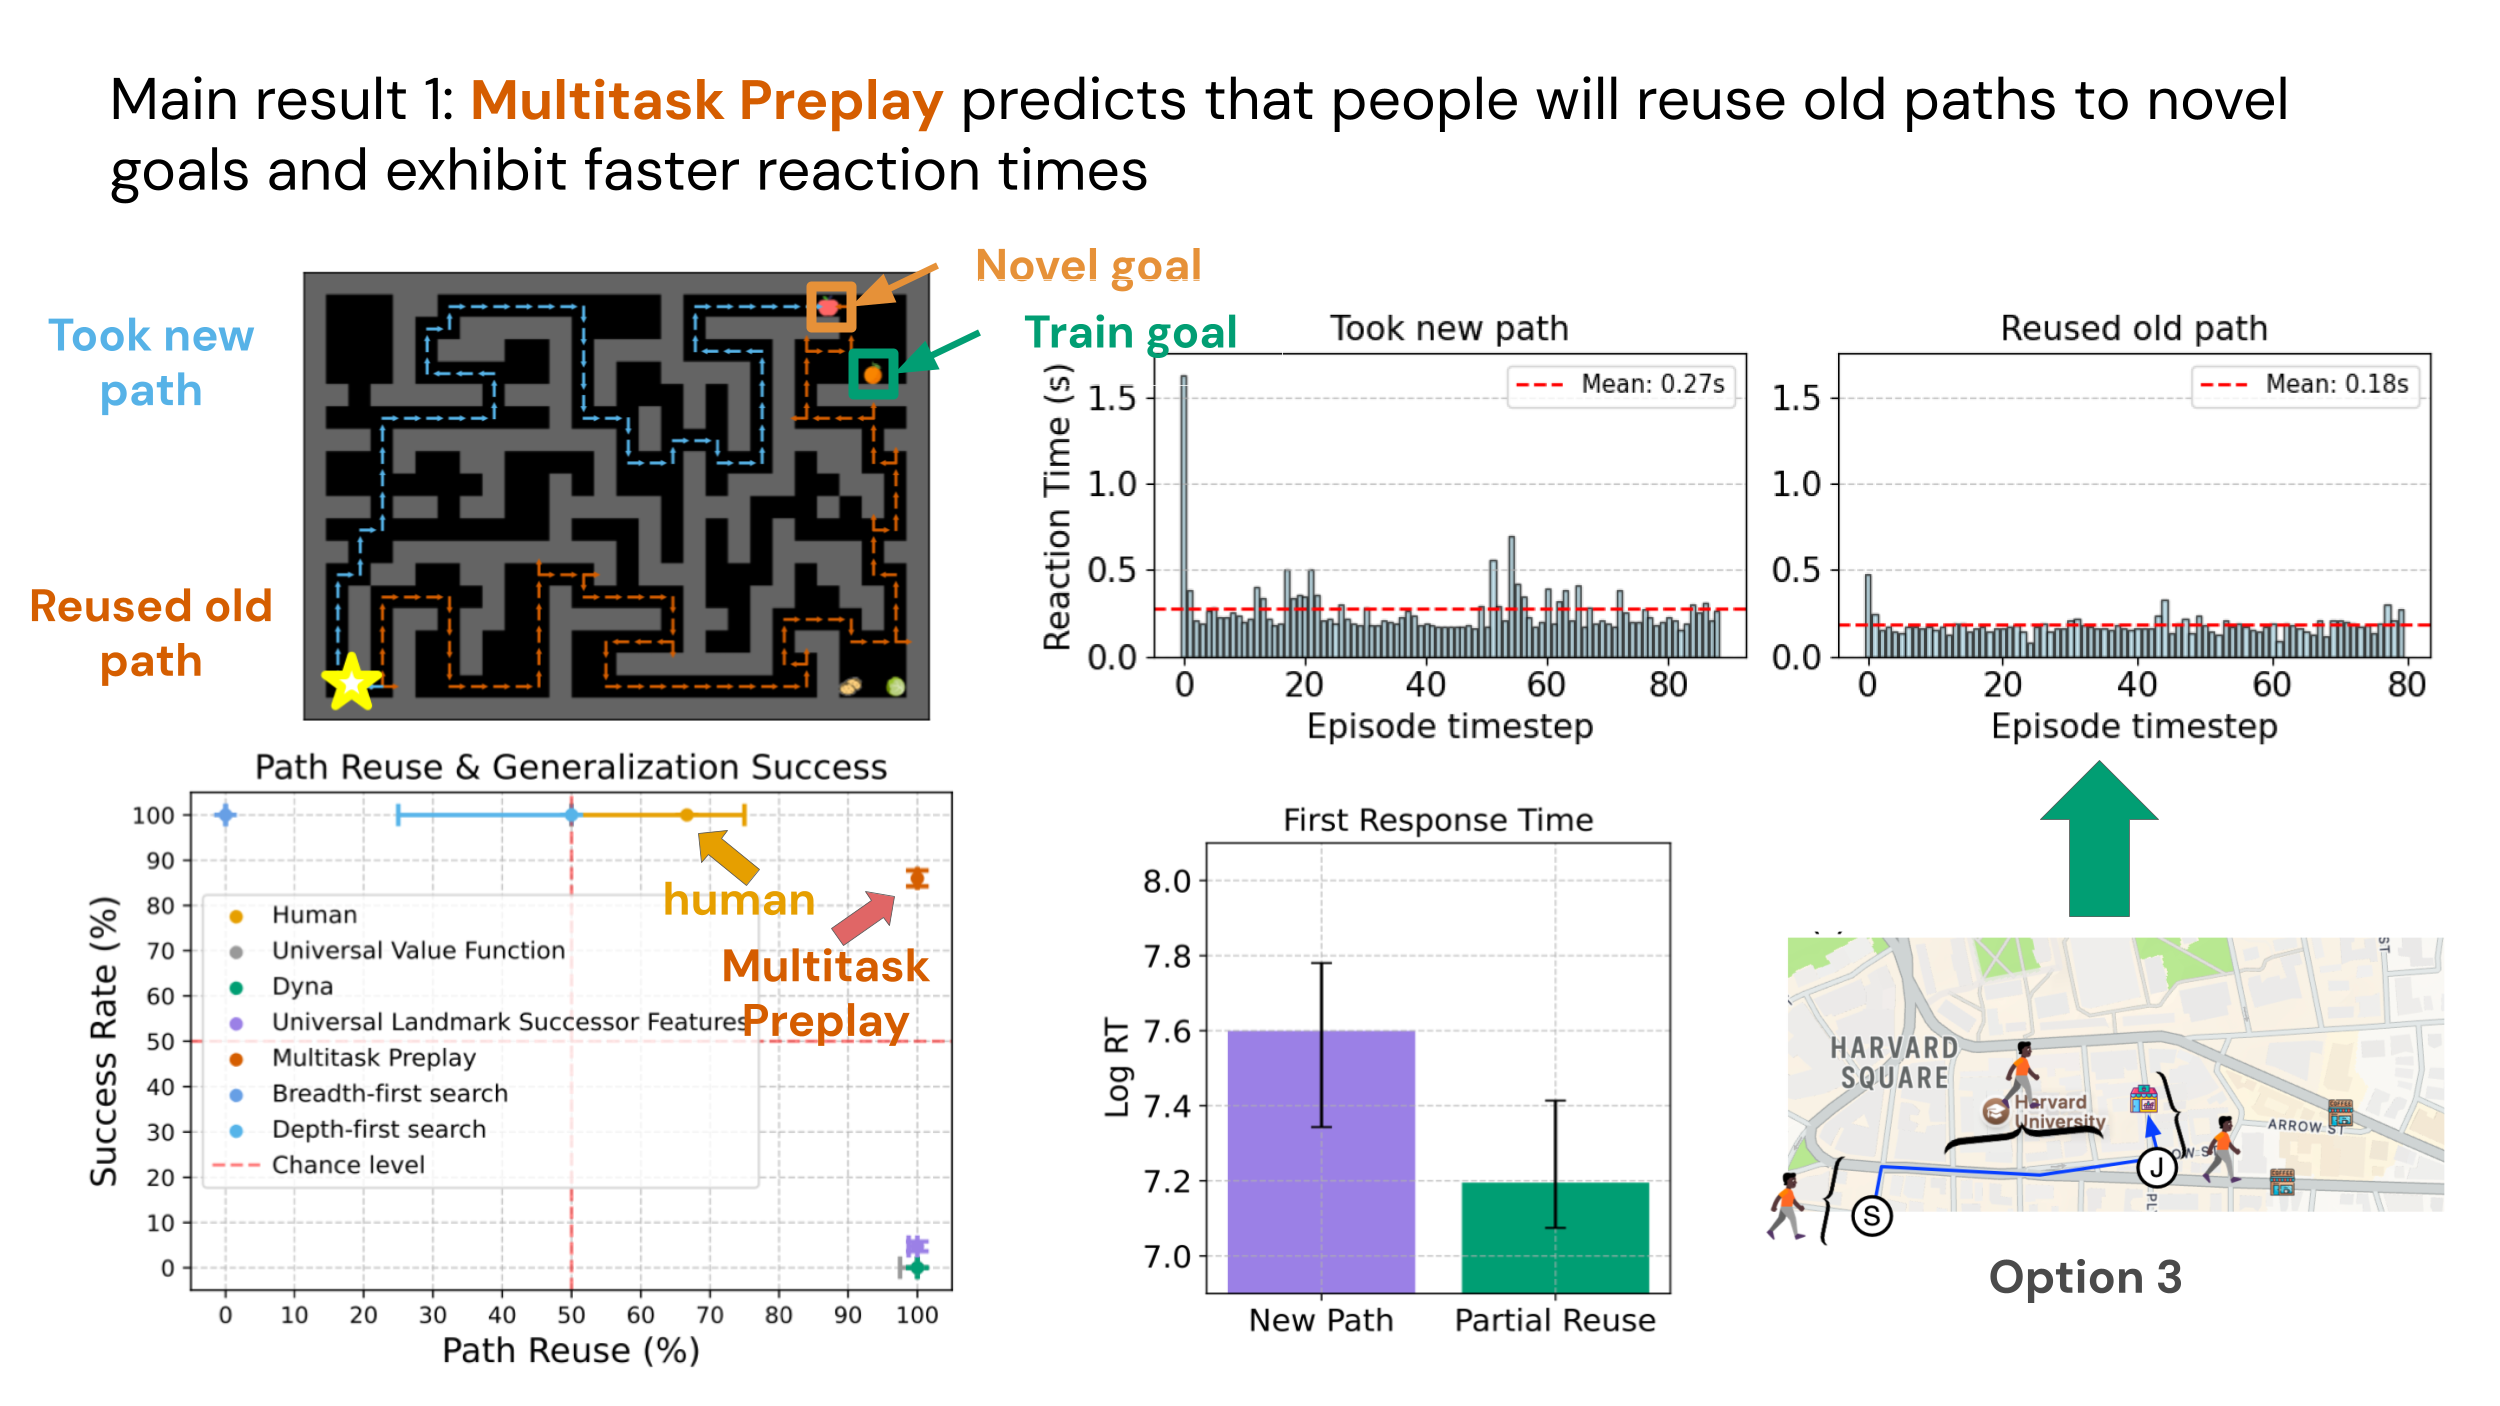 Main result 1: Multitask Preplay predicts that people will reuse old paths to novel
goals and exhibit faster reaction times
Took new
path
Reused old
path
Novel goal
Train goal
Took new path
Mean: 0.27s
Reaction Time (s)
1.5
1.0
0.5
0.0
0 20 40 60 80
Episode timestep
Reused old path
Mean: 0.18s
1.5
1.0
0.5
0.0
0 20 40 60 80
Episode timestep
Path Reuse & Generalization Success
Success Rate (%)
100
90
80
70
60
50
40
30
20
10
0
Human
Universal Value Function
Dyna
Universal Landmark Successor Features
Multitask Preplay
Breadth-first search
Depth-first search
Chance level
human
Multitask
Preplay
0 10 20 30 40 50 60 70 80 90 100
Path Reuse (%)
First Response Time
Log RT
8.0
7.8
7.6
7.4
7.2
7.0
New Path Partial Reuse
HARVARD
SQUARE
Harvard
University
ARROW ST
OW S
ST
PL
COFFEE
COFFEE
S
J
Option 3